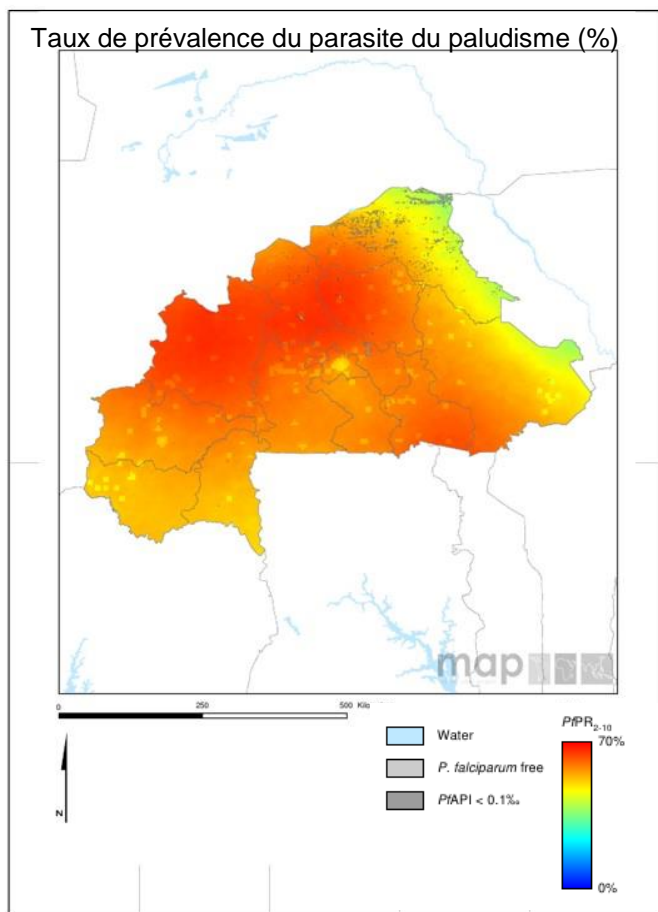 Taux de prévalence du parasite du paludisme (%)
map
0 250 500 Kilo
Water
P. falciparum free
PfAPI < 0.1‰
PfPR2-10
70%
0%
N